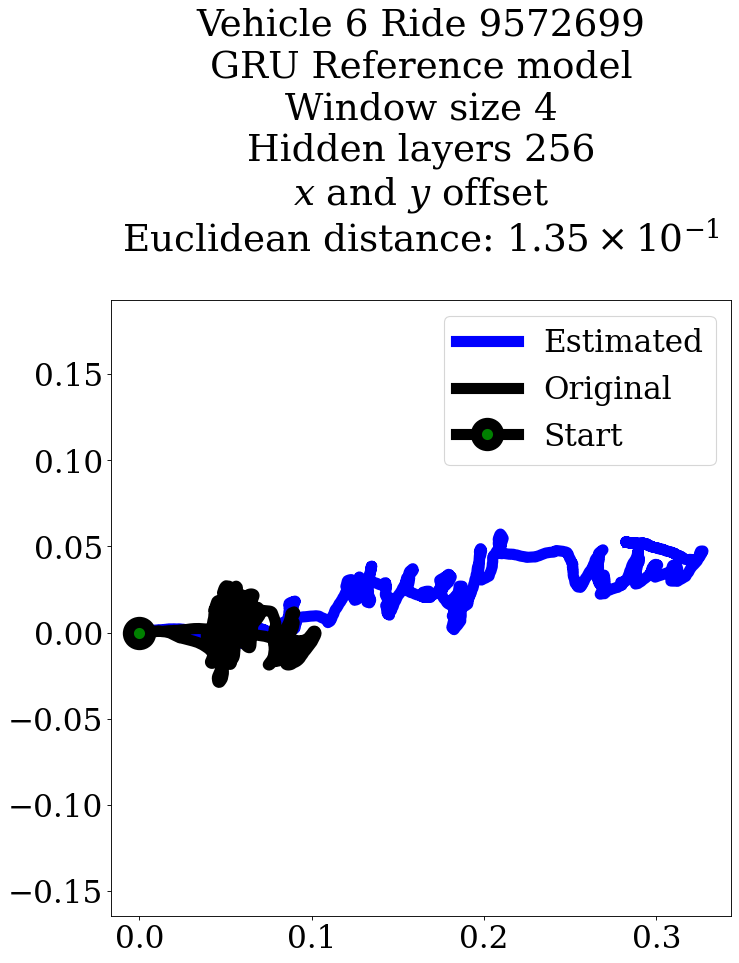 Vehicle 6 Ride 9572699
GRU Reference model
Window size 4
Hidden layers 256
x and y offset
Euclidean distance: 1.35 × 10⁻¹
Estimated
Original
Start
0.15
0.10
0.05
0.00
−0.05
−0.10
−0.15
0.0 0.1 0.2 0.3